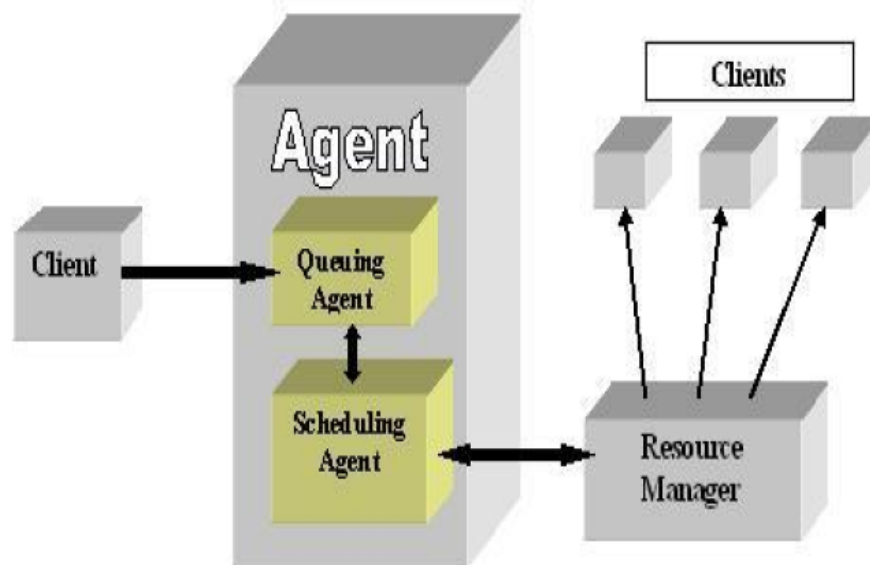 Agent
Clients
Client
Queuing
Agent
Scheduling
Agent
Resource
Manager